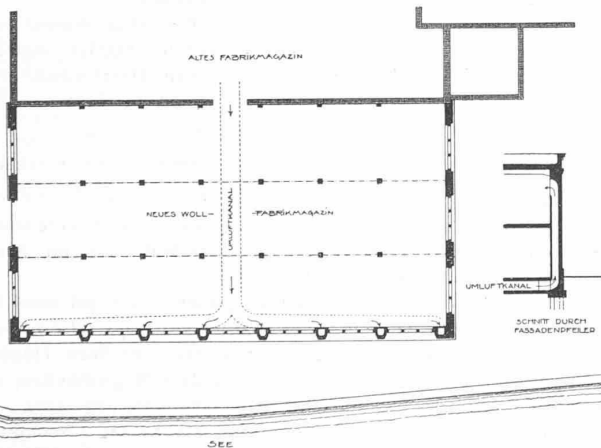 ALTES FABRIKMAGAZIN
NEUES WOLL- -FABRIKMAGAZIN
UMLUFTKANAL
UMLUFTKANAL
SCHNITT DURCH
FASSADENPFEILER
SEE